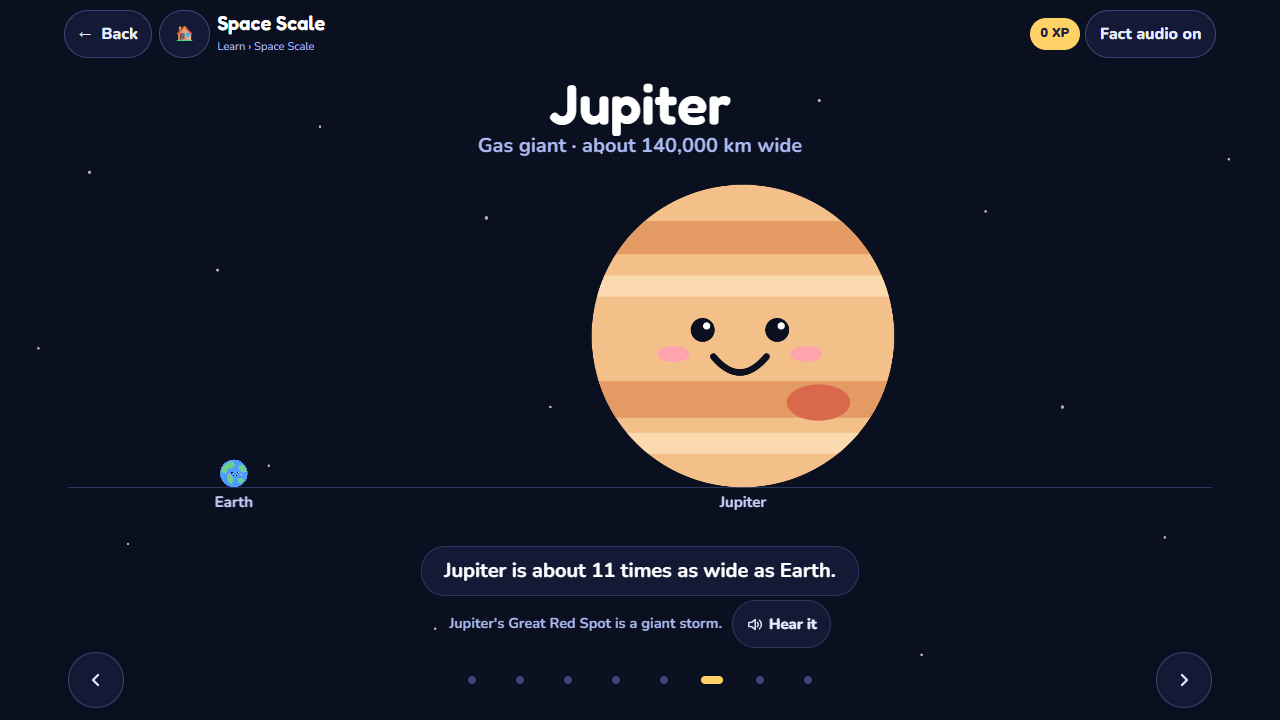 ← Back
Space Scale
Learn › Space Scale
0 XP
Fact audio on
Jupiter
Gas giant · about 140,000 km wide
Earth
Jupiter
Jupiter is about 11 times as wide as Earth.
Jupiter's Great Red Spot is a giant storm.
Hear it